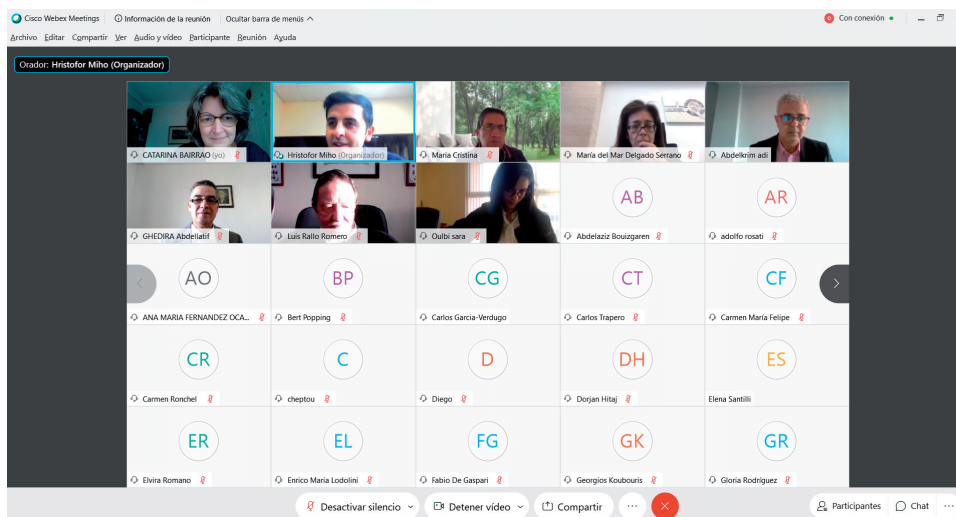 Cisco Webex Meetings Información de la reunión Ocultar barra de menús Con conexión
Archivo Editar Compartir Ver Audio y vídeo Participante Reunión Ayuda
Orador: Hristofor Miho (Organizador)
CATARINA BAIRRAO (yo) Hristofor Miho (Organizador) Maria Cristina María del Mar Delgado Serrano Abdelkrim adi
AB AR
GHEDIRA Abdellatif Luis Rallo Romero Oulbi sara Abdelaziz Bouizgaren adolfo rosati
AO BP CG CT CF
ANA MARIA FERNANDEZ OCA... Bert Popping Carlos Garcia-Verdugo Carlos Trapero Carmen María Felipe
CR C D DH ES
Carmen Ronchel cheptou Diego Dorjan Hitaj Elena Santilli
ER EL FG GK GR
Elvira Romano Enrico Maria Lodolini Fabio De Gaspari Georgios Koubouris Gloria Rodríguez
Desactivar silencio Detener vídeo Compartir ... Participantes Chat ...